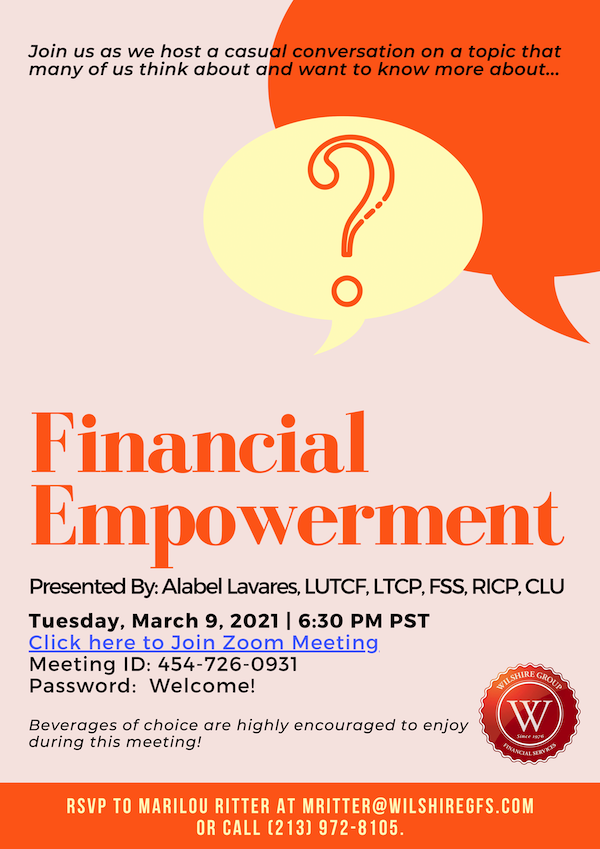 Join us as we host a casual conversation on a topic that
many of us think about and want to know more about...
?
Financial
Empowerment
Presented By: Alabel Lavares, LUTCF, LTCP, FSS, RICP, CLU
Tuesday, March 9, 2021 | 6:30 PM PST
Click here to Join Zoom Meeting
Meeting ID: 454-726-0931
Password:  Welcome!
Beverages of choice are highly encouraged to enjoy
during this meeting!
WILSHIRE GROUP
W
Since 1976
FINANCIAL SERVICES
RSVP TO MARILOU RITTER AT MRITTER@WILSHIREGFS.COM
OR CALL (213) 972-8105.